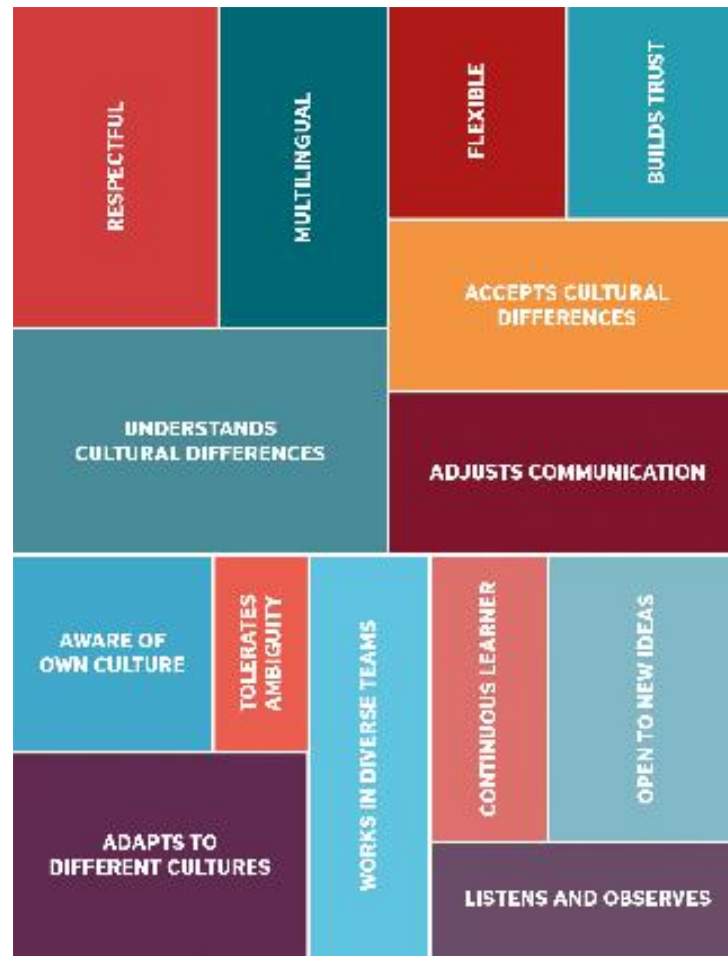 RESPECTFUL
MULTILINGUAL
FLEXIBLE
BUILDS TRUST
ACCEPTS CULTURAL
DIFFERENCES
UNDERSTANDS
CULTURAL DIFFERENCES
ADJUSTS COMMUNICATION
AWARE OF
OWN CULTURE
TOLERATES
AMBIGUITY
WORKS IN DIVERSE TEAMS
CONTINUOUS LEARNER
OPEN TO NEW IDEAS
ADAPTS TO
DIFFERENT CULTURES
LISTENS AND OBSERVES